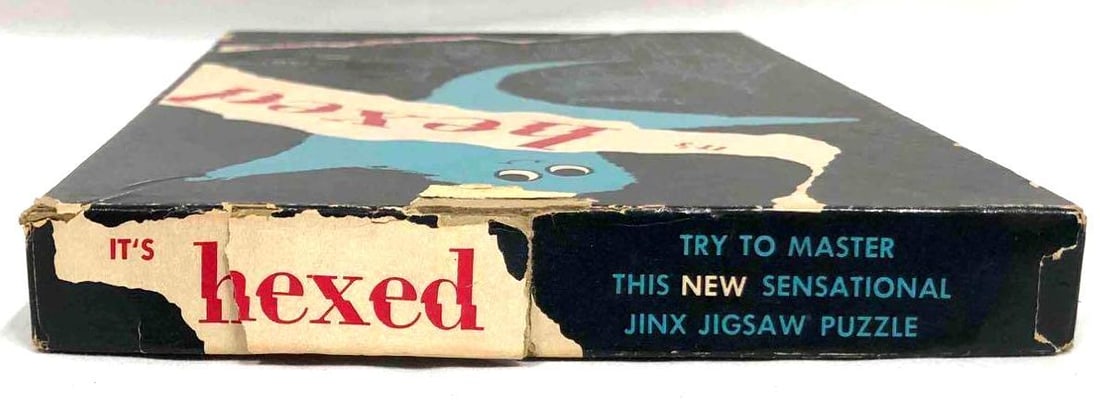 IT'S
hexed
IT'S
hexed
TRY TO MASTER
THIS NEW SENSATIONAL
JINX JIGSAW PUZZLE